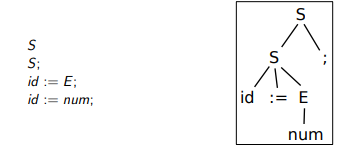 S
S;
id := E;
id := num;
S
S ;
id := E
num